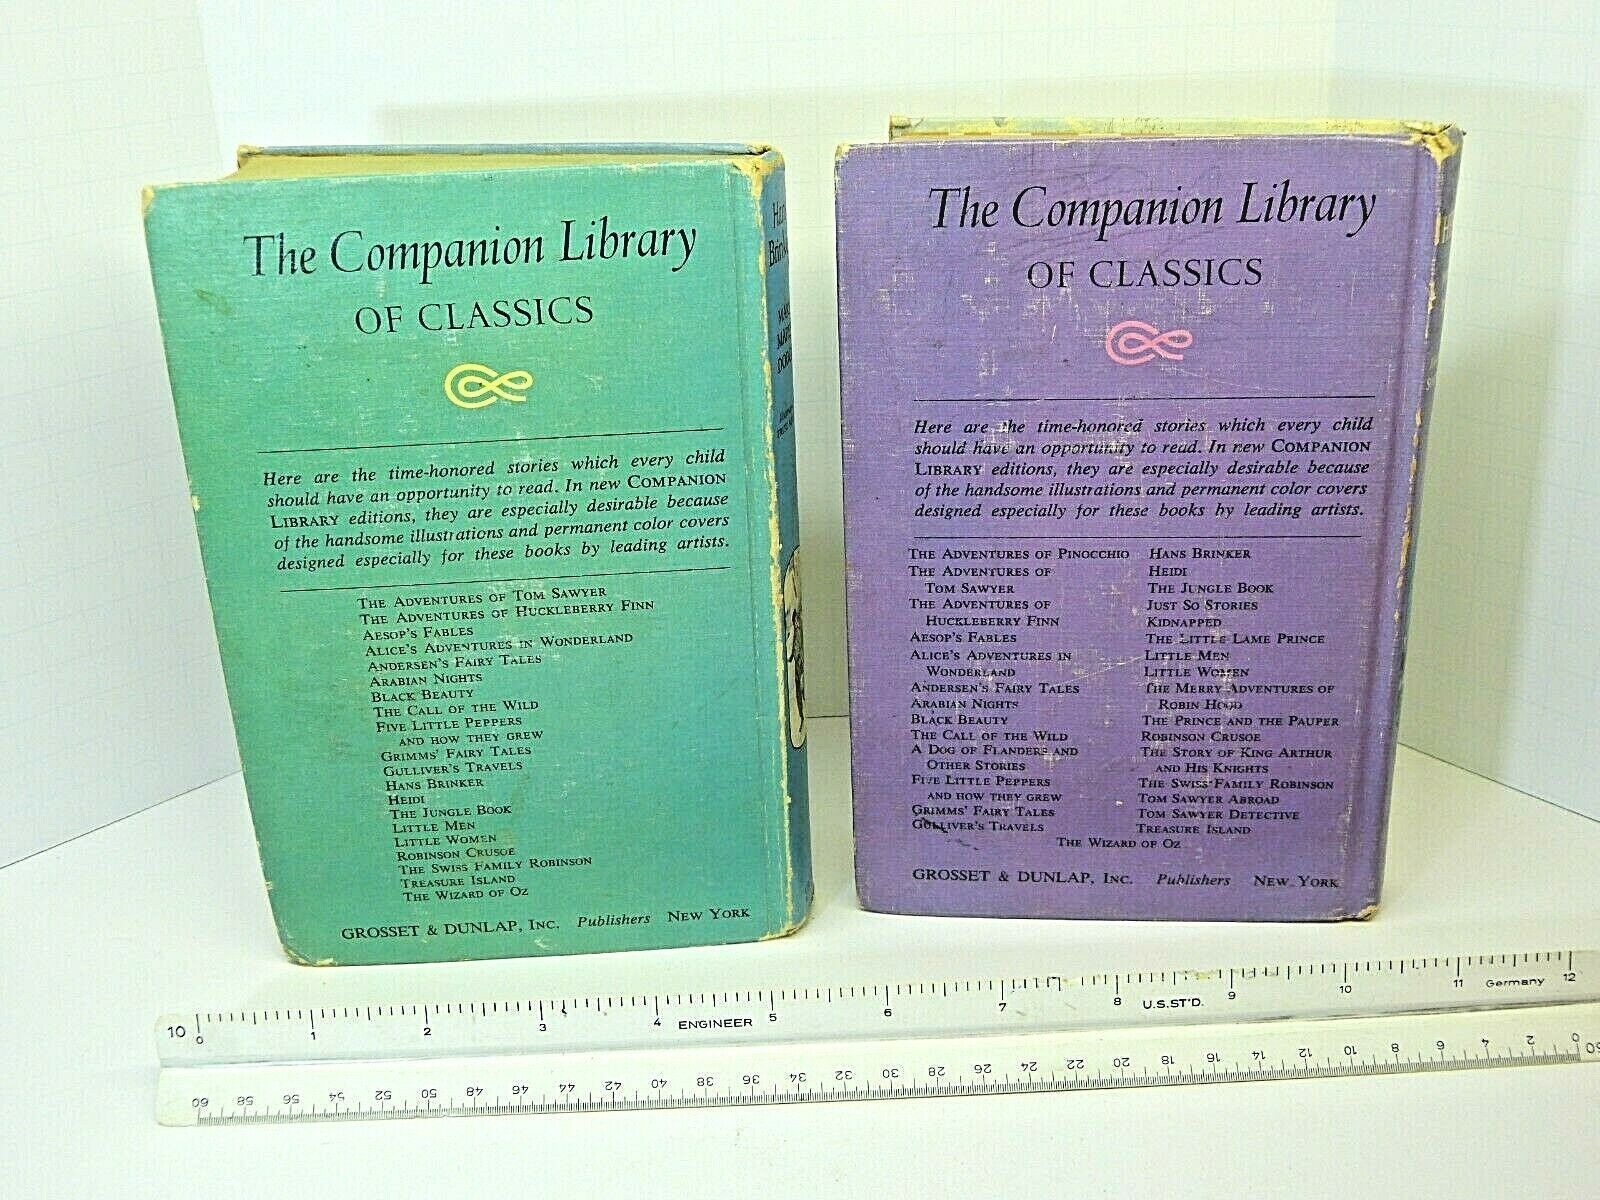 The Companion Library
OF CLASSICS
Here are the time-honored stories which every child
should have an opportunity to read. In new COMPANION
LIBRARY editions, they are especially desirable because
of the handsome illustrations and permanent color covers
designed especially for these books by leading artists.
THE ADVENTURES OF TOM SAWYER
THE ADVENTURES OF HUCKLEBERRY FINN
AESOP'S FABLES
ALICE'S ADVENTURES IN WONDERLAND
ANDERSEN'S FAIRY TALES
ARABIAN NIGHTS
BLACK BEAUTY
THE CALL OF THE WILD
FIVE LITTLE PEPPERS
AND HOW THEY GREW
GRIMMS' FAIRY TALES
GULLIVER'S TRAVELS
HANS BRINKER
HEIDI
THE JUNGLE BOOK
LITTLE MEN
LITTLE WOMEN
ROBINSON CRUSOE
THE SWISS FAMILY ROBINSON
TREASURE ISLAND
THE WIZARD OF OZ
GROSSET & DUNLAP, INC. Publishers NEW YORK
The Companion Library
OF CLASSICS
Here are the time-honored stories which every child
should have an opportunity to read. In new COMPANION
LIBRARY editions, they are especially desirable because
of the handsome illustrations and permanent color covers
designed especially for these books by leading artists.
THE ADVENTURES OF PINOCCHIO
THE ADVENTURES OF
TOM SAWYER
THE ADVENTURES OF
HUCKLEBERRY FINN
AESOP'S FABLES
ALICE'S ADVENTURES IN
WONDERLAND
ANDERSEN'S FAIRY TALES
ARABIAN NIGHTS
BLACK BEAUTY
THE CALL OF THE WILD
A DOG OF FLANDERS AND
OTHER STORIES
FIVE LITTLE PEPPERS
AND HOW THEY GREW
GRIMMS' FAIRY TALES
GULLIVER'S TRAVELS
HANS BRINKER
HEIDI
THE JUNGLE BOOK
JUST SO STORIES
KIDNAPPED
THE LITTLE LAME PRINCE
LITTLE MEN
LITTLE WOMEN
THE MERRY ADVENTURES OF
ROBIN HOOD
THE PRINCE AND THE PAUPER
ROBINSON CRUSOE
THE STORY OF KING ARTHUR
AND HIS KNIGHTS
THE SWISS FAMILY ROBINSON
TOM SAWYER ABROAD
TOM SAWYER DETECTIVE
TREASURE ISLAND
THE WIZARD OF OZ
GROSSET & DUNLAP, INC. Publishers NEW YORK
10 0 1 2 3 4 ENGINEER 5 6 7 8 U.S.ST'D. 9 10 11 Germany 12
60 58 56 54 52 50 48 46 44 42 40 38 36 34 32 30 28 26 24 22 20 18 16 14 12 10 8 6 4 2 0